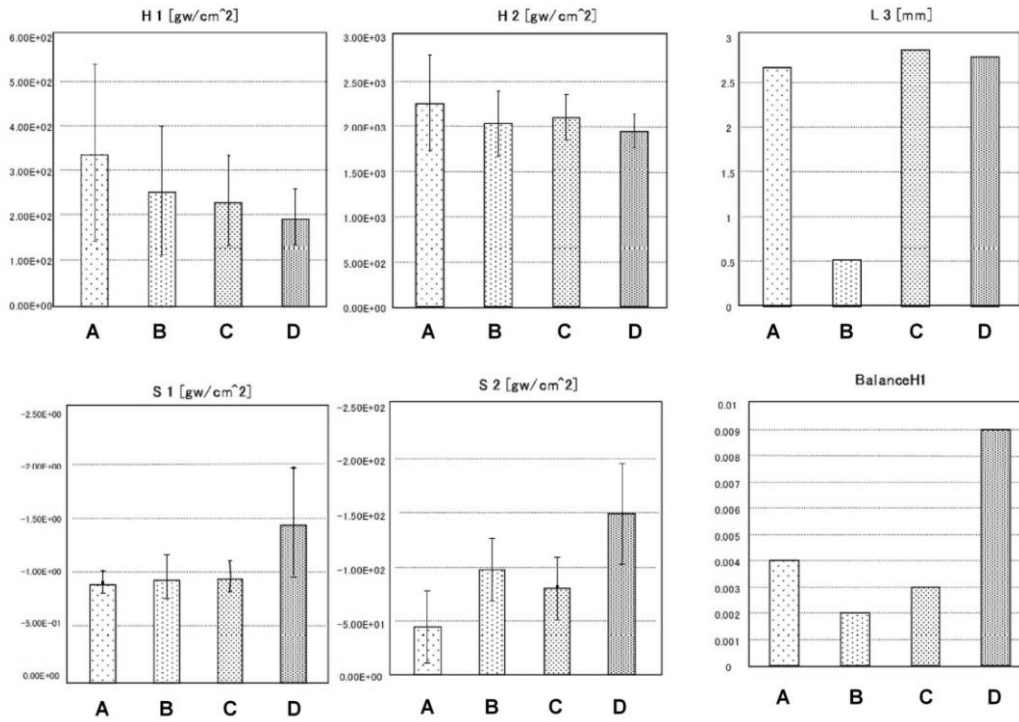 H 1 [gw/cm^2]
6.00E+02
5.00E+02
4.00E+02
3.00E+02
2.00E+02
1.00E+02
0.00E+00
A B C D
H 2 [gw/cm^2]
3.00E+03
2.50E+03
2.00E+03
1.50E+03
1.00E+03
5.00E+02
0.00E+00
A B C D
L 3 [mm]
3
2.5
2
1.5
1
0.5
0
A B C D
S 1 [gw/cm^2]
-2.50E+00
-2.00E+00
-1.50E+00
-1.00E+00
-5.00E-01
0.00E+00
A B C D
S 2 [gw/cm^2]
-2.50E+02
-2.00E+02
-1.50E+02
-1.00E+02
-5.00E+01
0.00E+00
A B C D
BalanceH1
0.01
0.009
0.008
0.007
0.006
0.005
0.004
0.003
0.002
0.001
0
A B C D